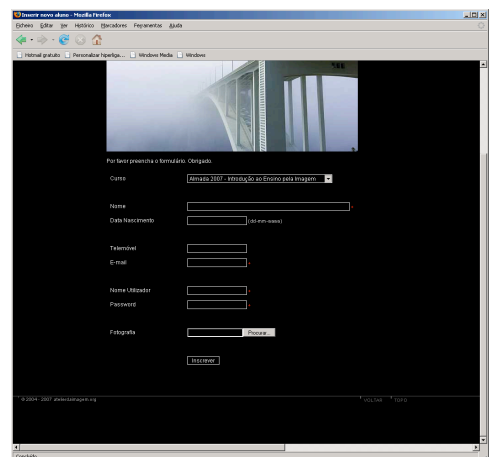 Inserir novo aluno - Mozilla Firefox
Ficheiro Editar Ver Histórico Marcadores Ferramentas Ajuda
Hotmail gratuito Personalizar hiperliga... Windows Media Windows
Por favor preencha o formulário. Obrigado.
Curso Almada 2007 - Introdução ao Ensino pela Imagem
Nome *
Data Nascimento (dd-mm-aaaa)
Telemóvel
E-mail *
Nome Utilizador *
Password *
Fotografia Procurar...
Inscrever
© 2004 - 2007 atelierdaimagem.org VOLTAR TOPO
Concluído